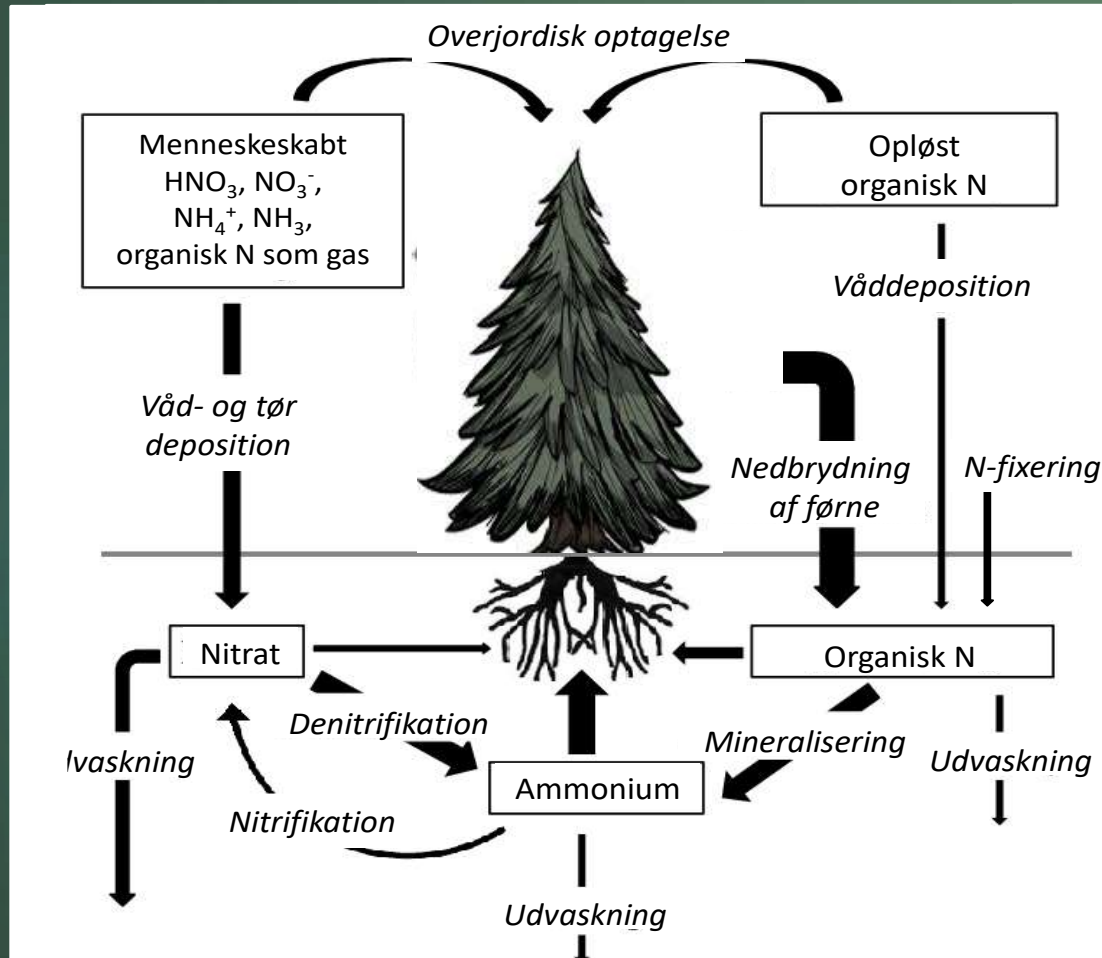 Overjordisk optagelse
Menneskeskabt
HNO₃, NO₃⁻,
NH₄⁺, NH₃,
organisk N som gas
Opløst
organisk N
Våddeposition
Våd- og tør
deposition
Nedbrydning
af førne
N-fixering
Nitrat
Organisk N
Denitrifikation
Mineralisering
dvaskning
Udvaskning
Ammonium
Nitrifikation
Udvaskning